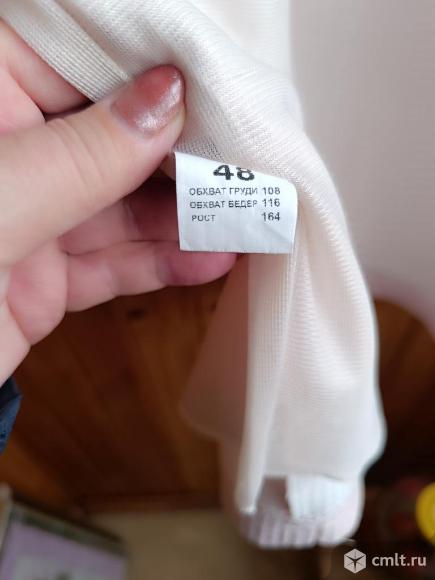 48
ОБХВАТ ГРУДИ 108
ОБХВАТ БЕДЕР 116
РОСТ 164
cmlt.ru